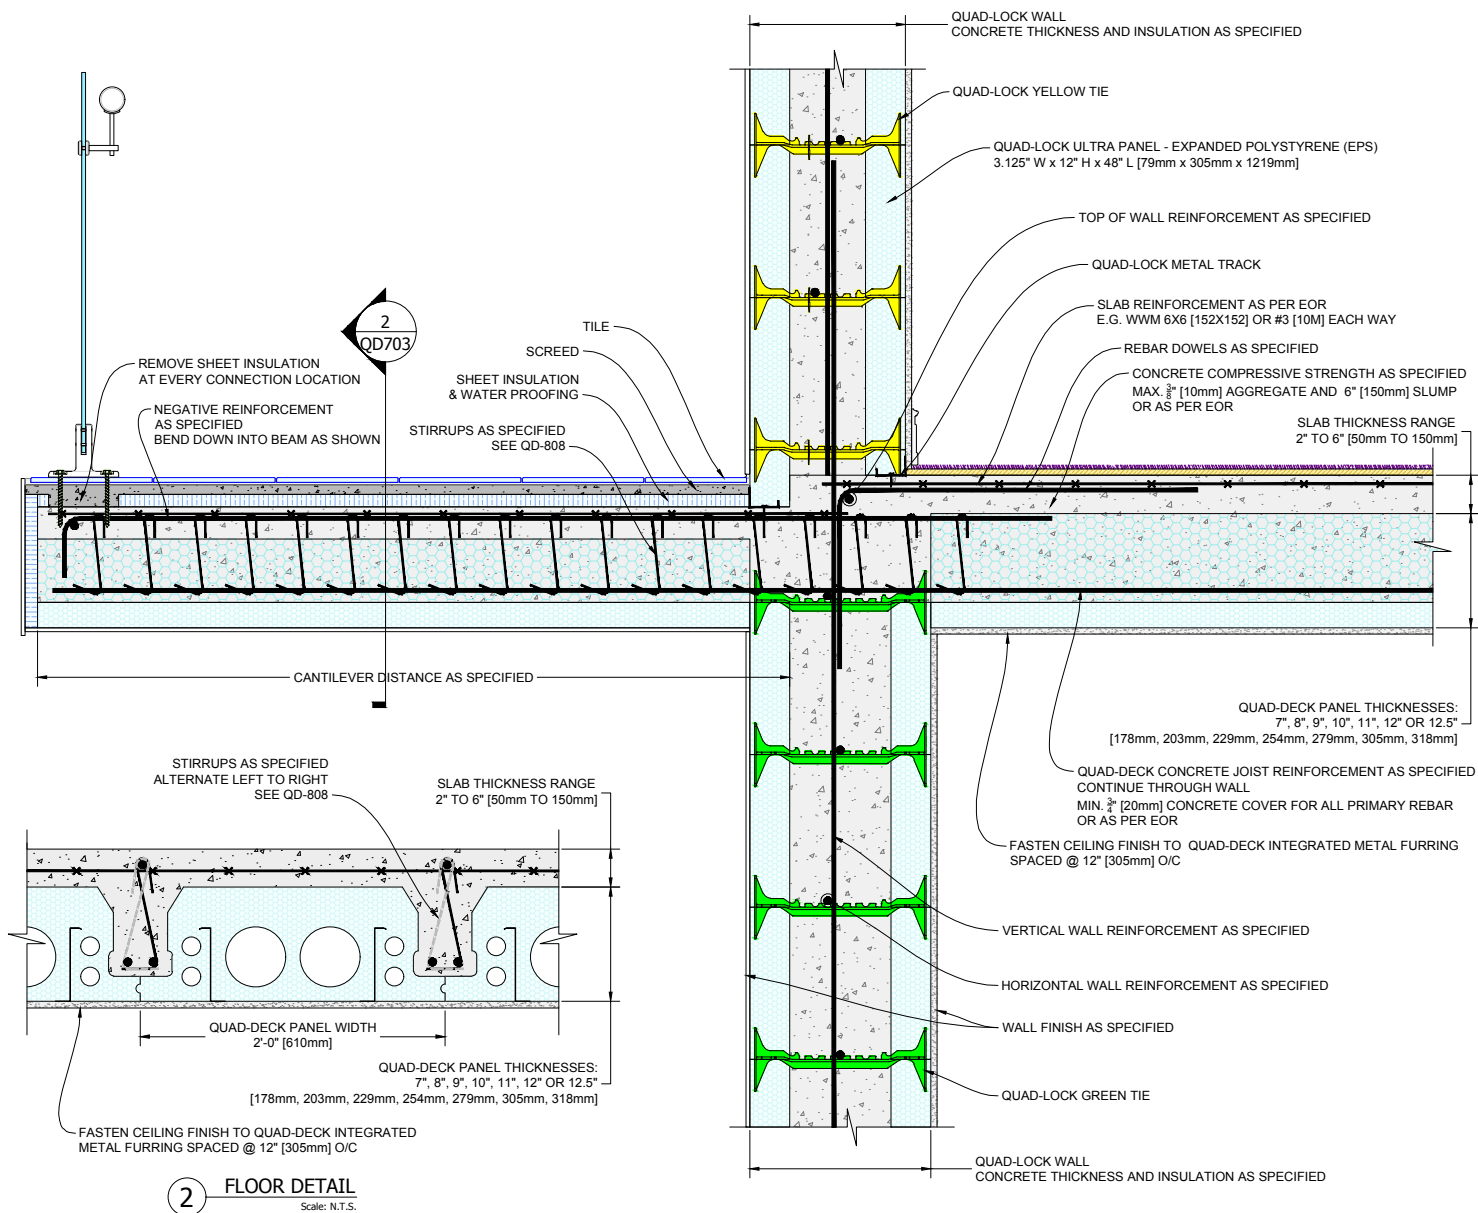 QUAD-LOCK WALL
CONCRETE THICKNESS AND INSULATION AS SPECIFIED
QUAD-LOCK YELLOW TIE
QUAD-LOCK ULTRA PANEL - EXPANDED POLYSTYRENE (EPS)
3.125" W x 12" H x 48" L [79mm x 305mm x 1219mm]
TOP OF WALL REINFORCEMENT AS SPECIFIED
QUAD-LOCK METAL TRACK
SLAB REINFORCEMENT AS PER EOR
E.G. WWM 6X6 [152X152] OR #3 [10M] EACH WAY
REBAR DOWELS AS SPECIFIED
CONCRETE COMPRESSIVE STRENGTH AS SPECIFIED
MAX. 3/8" [10mm] AGGREGATE AND 6" [150mm] SLUMP
OR AS PER EOR
SLAB THICKNESS RANGE
2" TO 6" [50mm TO 150mm]
2
QD703
TILE
SCREED
SHEET INSULATION
& WATER PROOFING
STIRRUPS AS SPECIFIED
SEE QD-808
REMOVE SHEET INSULATION
AT EVERY CONNECTION LOCATION
NEGATIVE REINFORCEMENT
AS SPECIFIED
BEND DOWN INTO BEAM AS SHOWN
CANTILEVER DISTANCE AS SPECIFIED
QUAD-DECK PANEL THICKNESSES:
7", 8", 9", 10", 11", 12" OR 12.5"
[178mm, 203mm, 229mm, 254mm, 279mm, 305mm, 318mm]
QUAD-DECK CONCRETE JOIST REINFORCEMENT AS SPECIFIED
CONTINUE THROUGH WALL
MIN. 3/4" [20mm] CONCRETE COVER FOR ALL PRIMARY REBAR
OR AS PER EOR
FASTEN CEILING FINISH TO QUAD-DECK INTEGRATED METAL FURRING
SPACED @ 12" [305mm] O/C
VERTICAL WALL REINFORCEMENT AS SPECIFIED
HORIZONTAL WALL REINFORCEMENT AS SPECIFIED
WALL FINISH AS SPECIFIED
QUAD-LOCK GREEN TIE
QUAD-LOCK WALL
CONCRETE THICKNESS AND INSULATION AS SPECIFIED
STIRRUPS AS SPECIFIED
ALTERNATE LEFT TO RIGHT
SEE QD-808
SLAB THICKNESS RANGE
2" TO 6" [50mm TO 150mm]
QUAD-DECK PANEL WIDTH
2'-0" [610mm]
QUAD-DECK PANEL THICKNESSES:
7", 8", 9", 10", 11", 12" OR 12.5"
[178mm, 203mm, 229mm, 254mm, 279mm, 305mm, 318mm]
FASTEN CEILING FINISH TO QUAD-DECK INTEGRATED
METAL FURRING SPACED @ 12" [305mm] O/C
2
FLOOR DETAIL
Scale: N.T.S.